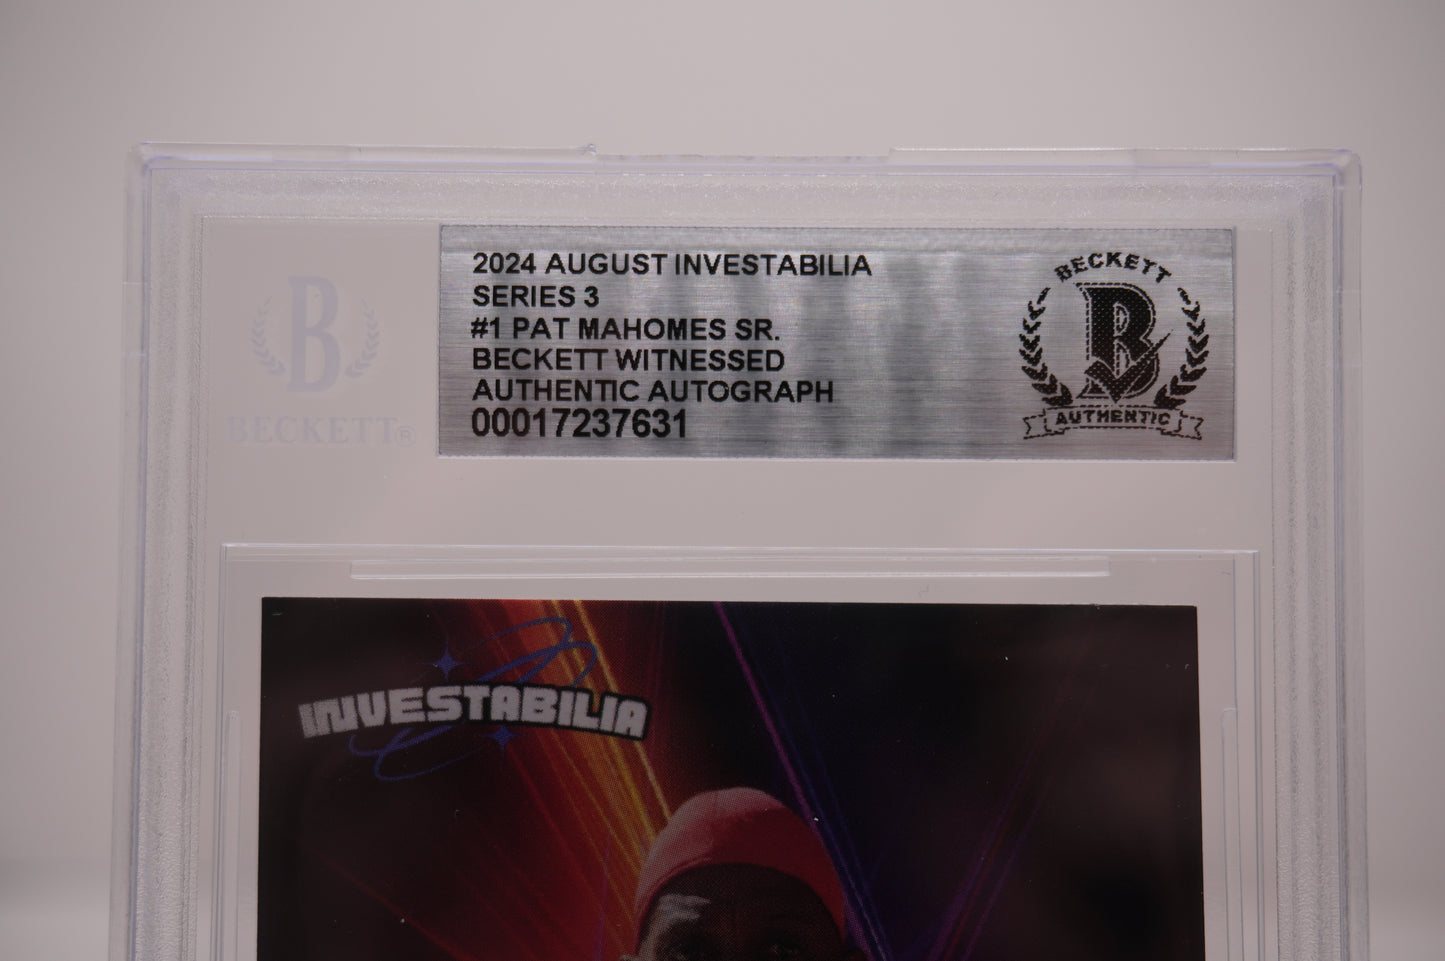 2024 AUGUST INVESTABILIA
SERIES 3
#1 PAT MAHOMES SR.
BECKETT WITNESSED
AUTHENTIC AUTOGRAPH
00017237631
BECKETT
B
AUTHENTIC
B
BECKETT®
INVESTABILIA